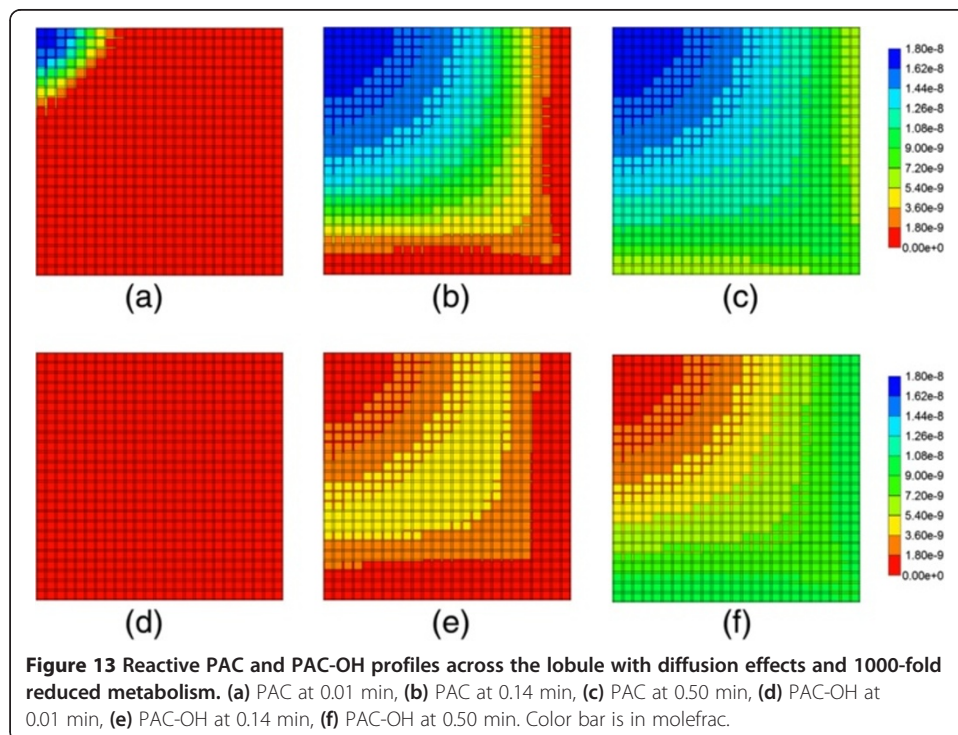 1.80e-8
1.62e-8
1.44e-8
1.26e-8
1.08e-8
9.00e-9
7.20e-9
5.40e-9
3.60e-9
1.80e-9
0.00e+0
(a)
(b)
(c)
1.80e-8
1.62e-8
1.44e-8
1.26e-8
1.08e-8
9.00e-9
7.20e-9
5.40e-9
3.60e-9
1.80e-9
0.00e+0
(d)
(e)
(f)
Figure 13 Reactive PAC and PAC-OH profiles across the lobule with diffusion effects and 1000-fold
reduced metabolism. (a) PAC at 0.01 min, (b) PAC at 0.14 min, (c) PAC at 0.50 min, (d) PAC-OH at
0.01 min, (e) PAC-OH at 0.14 min, (f) PAC-OH at 0.50 min. Color bar is in molefrac.